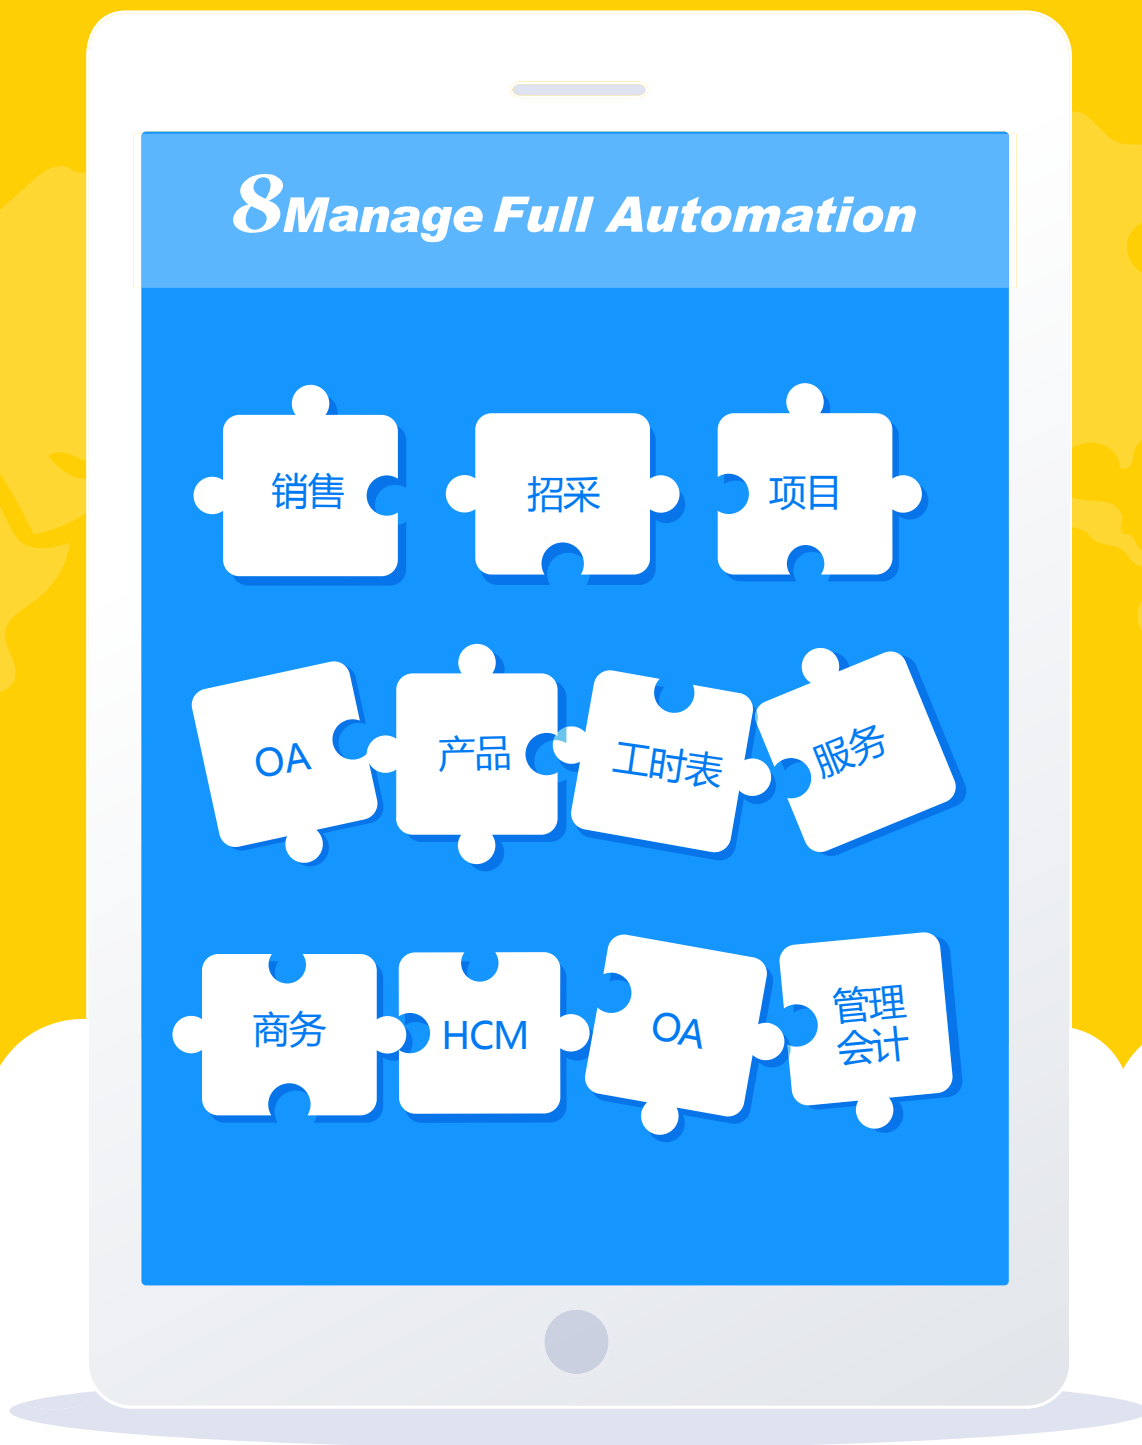 8Manage Full Automation
销售
招采
项目
OA
产品
工时表
服务
商务
HCM
OA
管理
会计